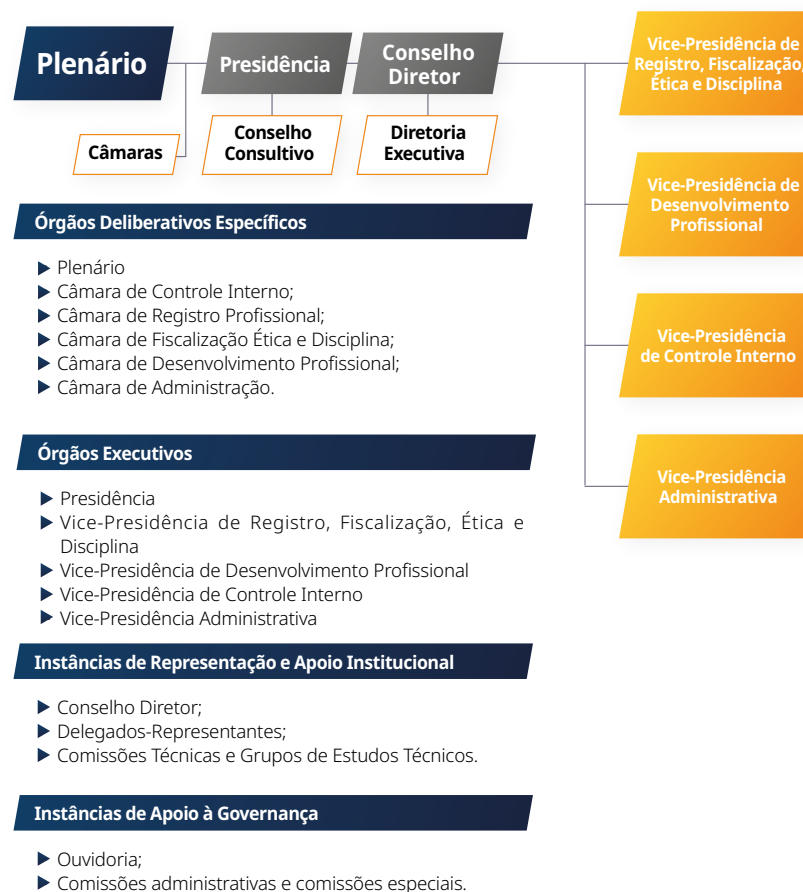 Plenário
Presidência
Conselho
Diretor
Câmaras
Conselho
Consultivo
Diretoria
Executiva
Vice-Presidência de
Registro, Fiscalização,
Ética e Disciplina
Vice-Presidência de
Desenvolvimento
Profissional
Vice-Presidência
de Controle Interno
Vice-Presidência
Administrativa
Órgãos Deliberativos Específicos
Plenário
Câmara de Controle Interno;
Câmara de Registro Profissional;
Câmara de Fiscalização Ética e Disciplina;
Câmara de Desenvolvimento Profissional;
Câmara de Administração.
Órgãos Executivos
Presidência
Vice-Presidência de Registro, Fiscalização, Ética e
Disciplina
Vice-Presidência de Desenvolvimento Profissional
Vice-Presidência de Controle Interno
Vice-Presidência Administrativa
Instâncias de Representação e Apoio Institucional
Conselho Diretor;
Delegados-Representantes;
Comissões Técnicas e Grupos de Estudos Técnicos.
Instâncias de Apoio à Governança
Ouvidoria;
Comissões administrativas e comissões especiais.